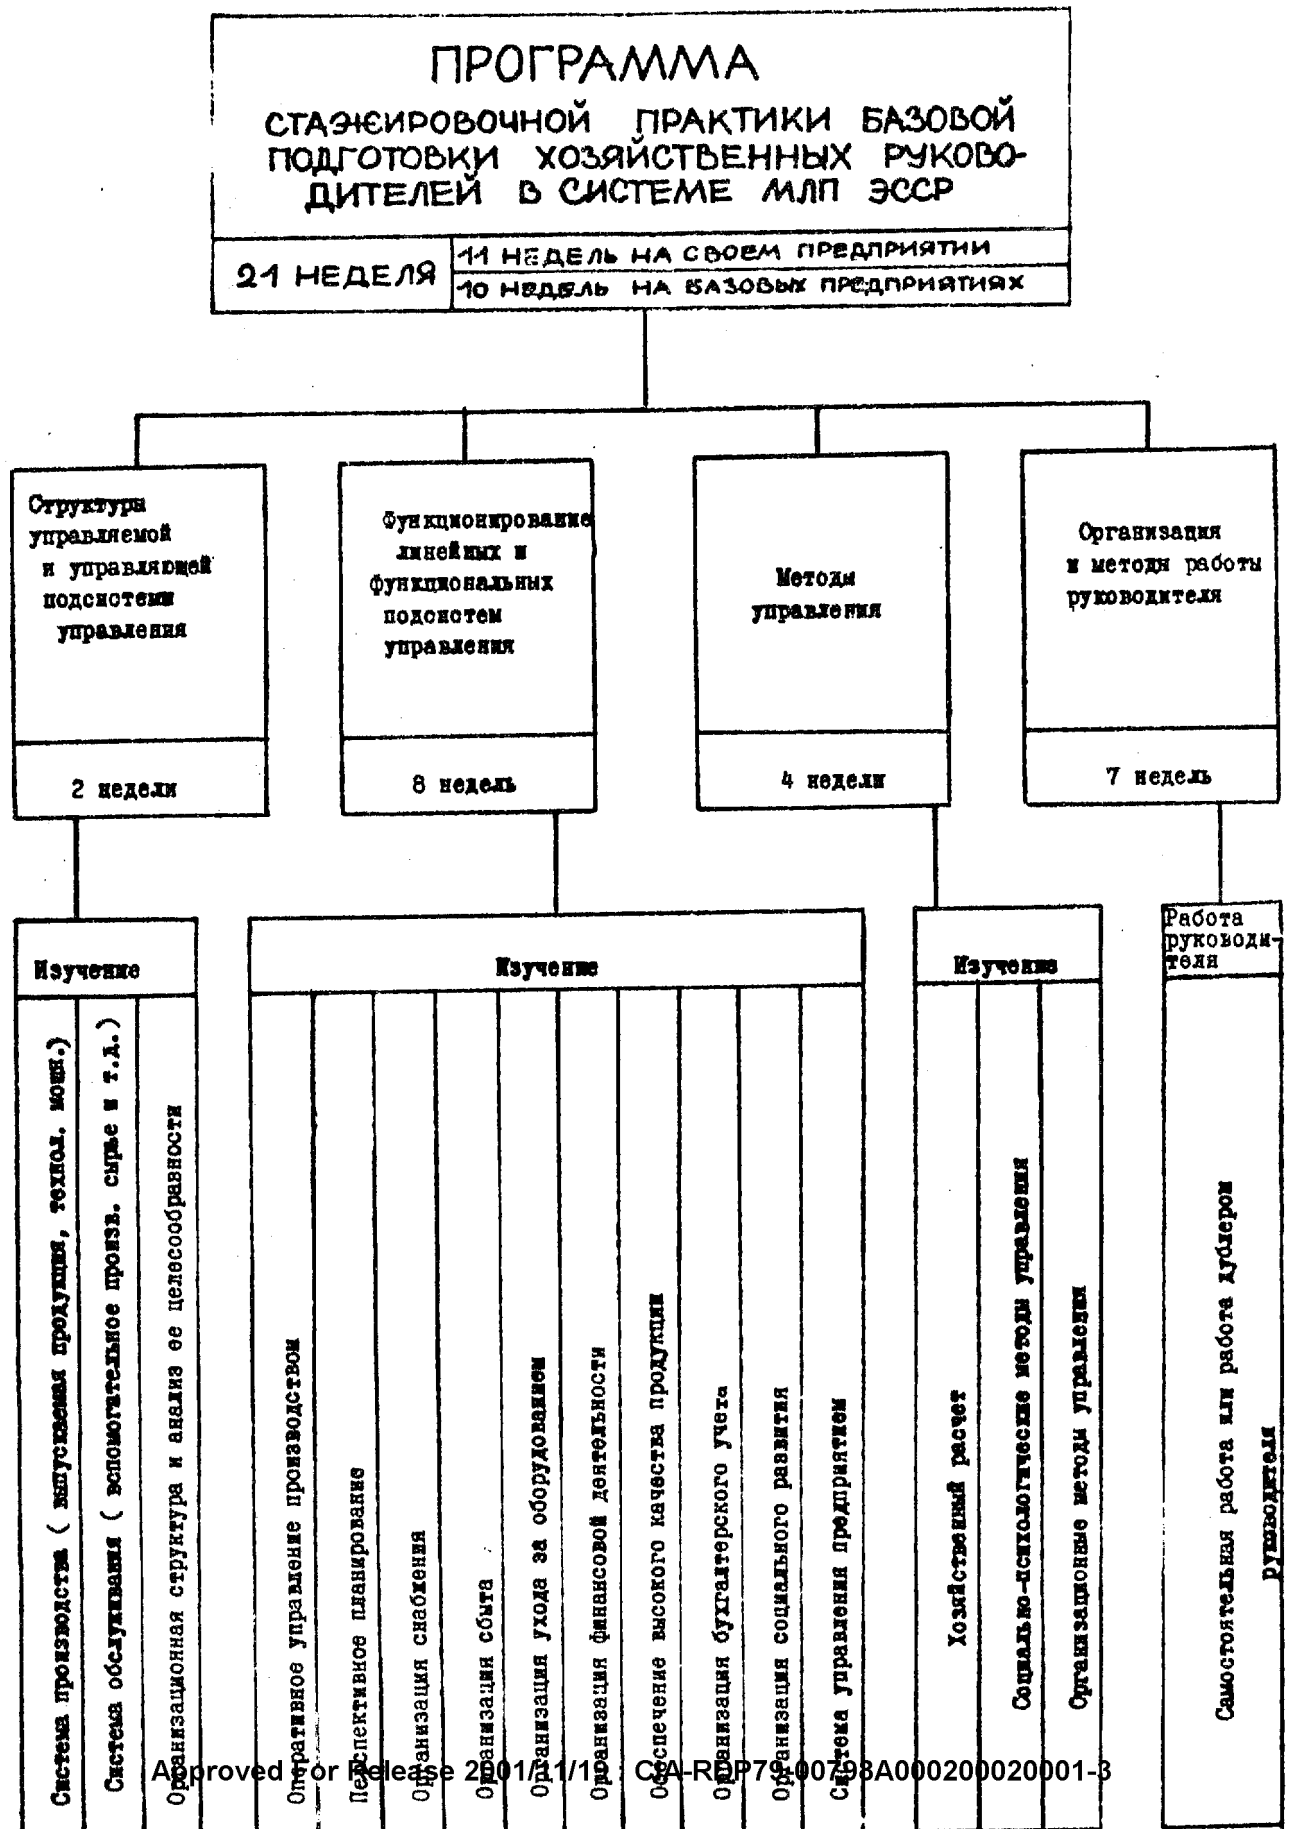 ПРОГРАММА
СТАЖИРОВОЧНОЙ ПРАКТИКИ БАЗОВОЙ
ПОДГОТОВКИ ХОЗЯЙСТВЕННЫХ РУКОВО-
ДИТЕЛЕЙ В СИСТЕМЕ МЛП ЭССР
21 НЕДЕЛЯ
11 НЕДЕЛЬ НА СВОЕМ ПРЕДПРИЯТИИ
10 НЕДЕЛЬ НА БАЗОВЫХ ПРЕДПРИЯТИЯХ
Структуры
управляемой
и управляющей
подсистемы
управления
2 недели
Функционирование
линейных и
функциональных
подсистем
управления
8 недель
Методы
управления
4 недели
Организация
и методы работы
руководителя
7 недель
Изучение
Система производства ( выпускаемая продукция, технол. мощн.)
Система обслуживания ( вспомогательное произв. сырье и т.д.)
Организационная структура и анализ ее целесообравности
Изучение
Оперативное управление производством
Перспективное планирование
Организация снабжения
Организация сбыта
Организация ухода за оборудованием
Организация финансовой деятельности
Обеспечение высокого качества продукции
Организация бухгалтерского учета
Организация социального развития
Система управления предприятием
Изучение
Хозяйственный расчет
Социально-психологические методы управления
Организационные методы управления
Работа
руководи-
теля
Самостоятельная работа или работа дублером
руководителя
Approved For Release 2001/11/19 : CIA-RDP79-00798A000200020001-3